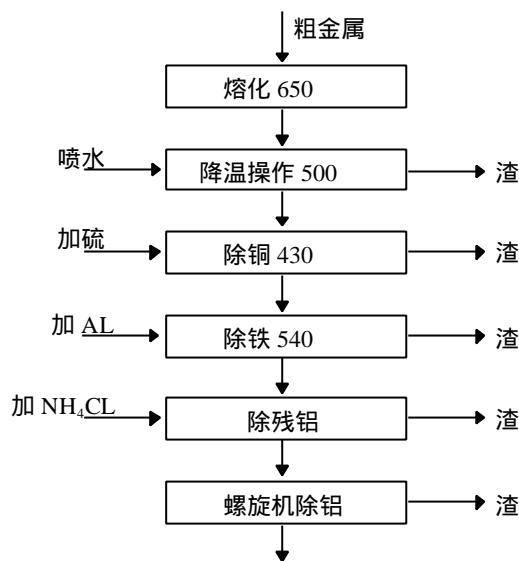 粗金属
熔化 650
喷水
降温操作 500
渣
加硫
除铜 430
渣
加 AL
除铁 540
渣
加 NH₄CL
除残铝
渣
螺旋机除铝
渣